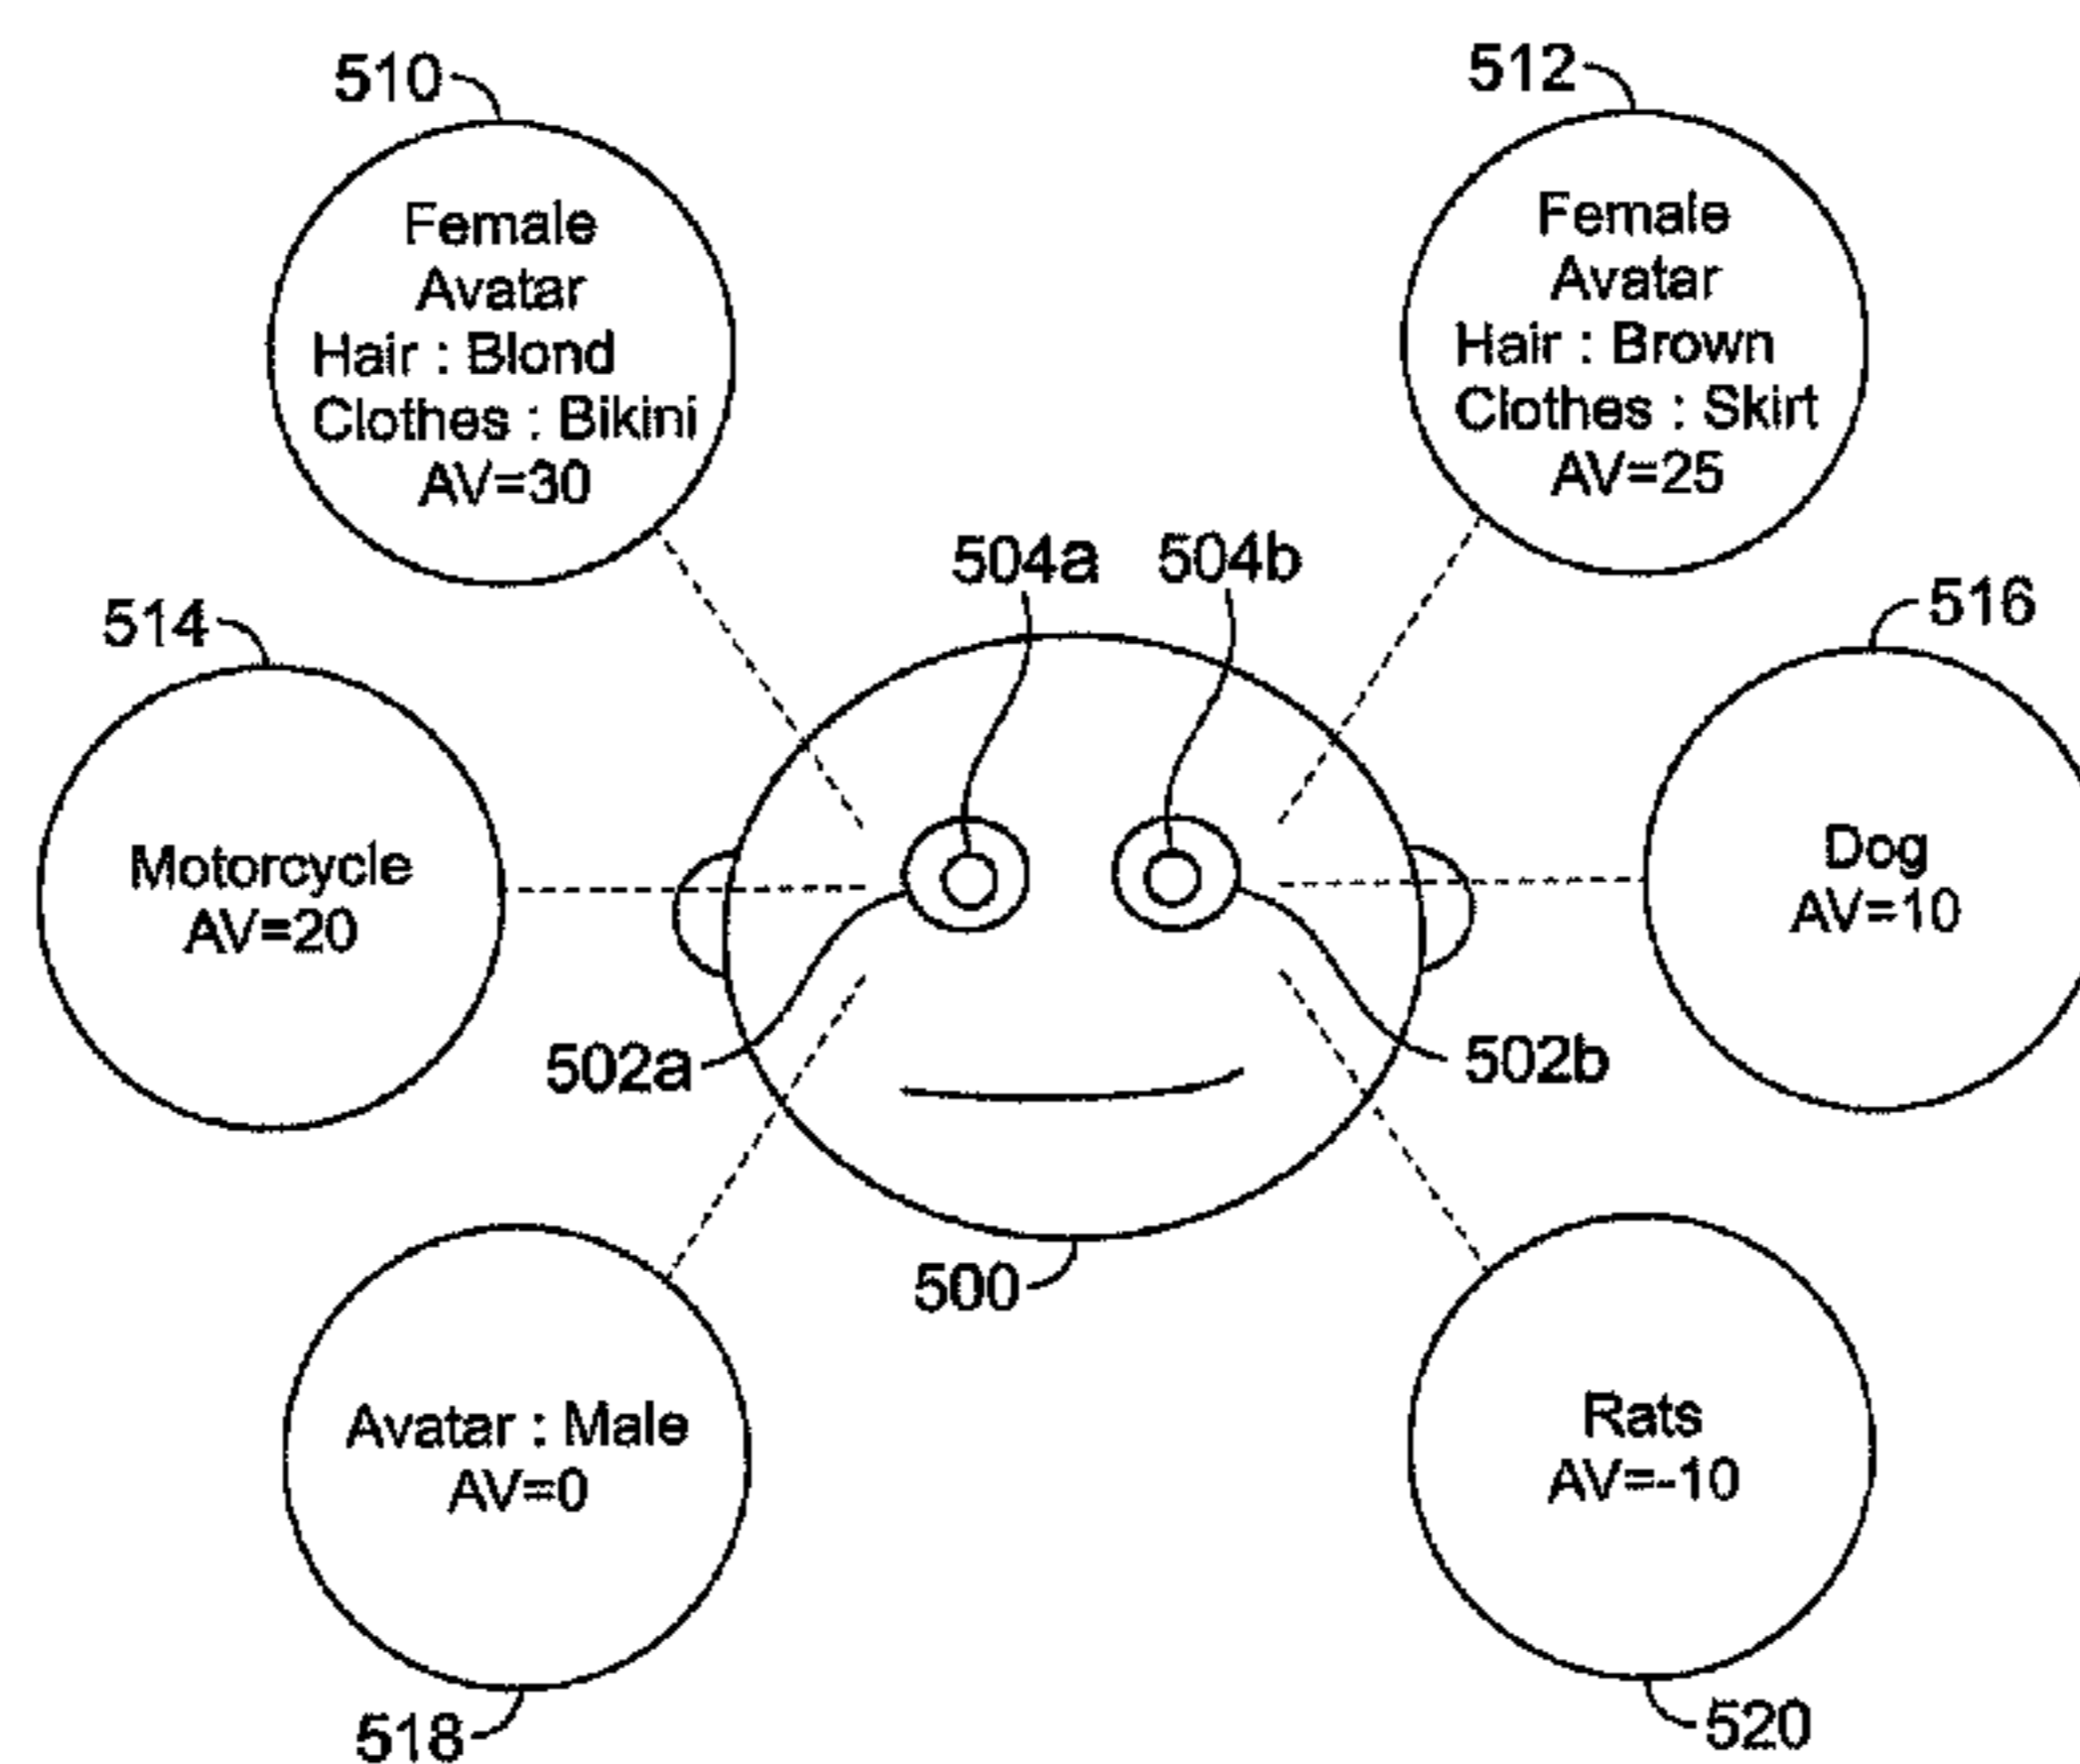 510
512
Female
Avatar
Hair : Blond
Clothes : Bikini
AV=30
Female
Avatar
Hair : Brown
Clothes : Skirt
AV=25
504a
504b
514
516
Motorcycle
AV=20
Dog
AV=10
502a
502b
500
Avatar : Male
AV=0
Rats
AV=-10
518
520